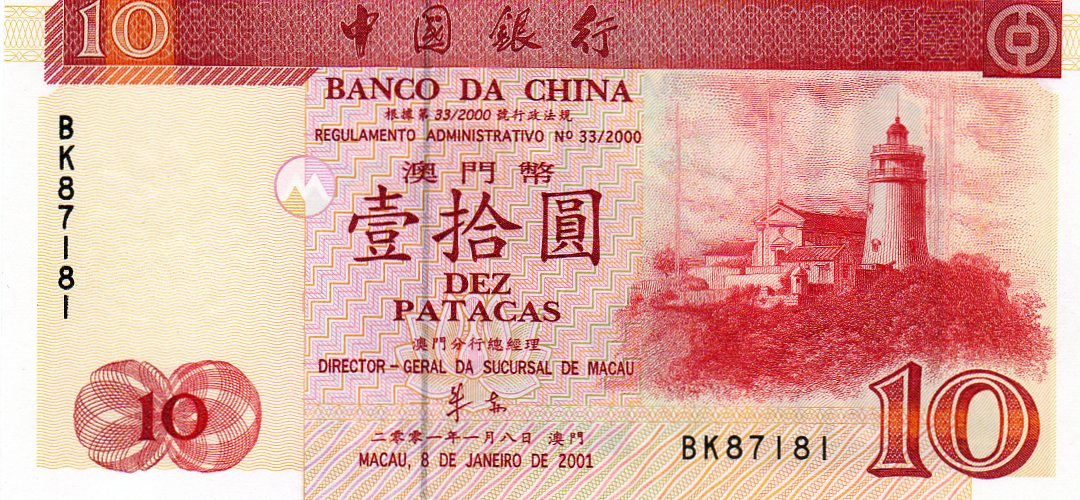 10 中國銀行
BANCO DA CHINA
根據第33/2000號行政法規
REGULAMENTO ADMINISTRATIVO Nº 33/2000
BK87181
澳門幣
壹拾圓
DEZ
PATACAS
澳門分行總經理
DIRECTOR-GERAL DA SUCURSAL DE MACAU
10
二零零一年一月八日 澳門
MACAU, 8 DE JANEIRO DE 2001
BK87181
10